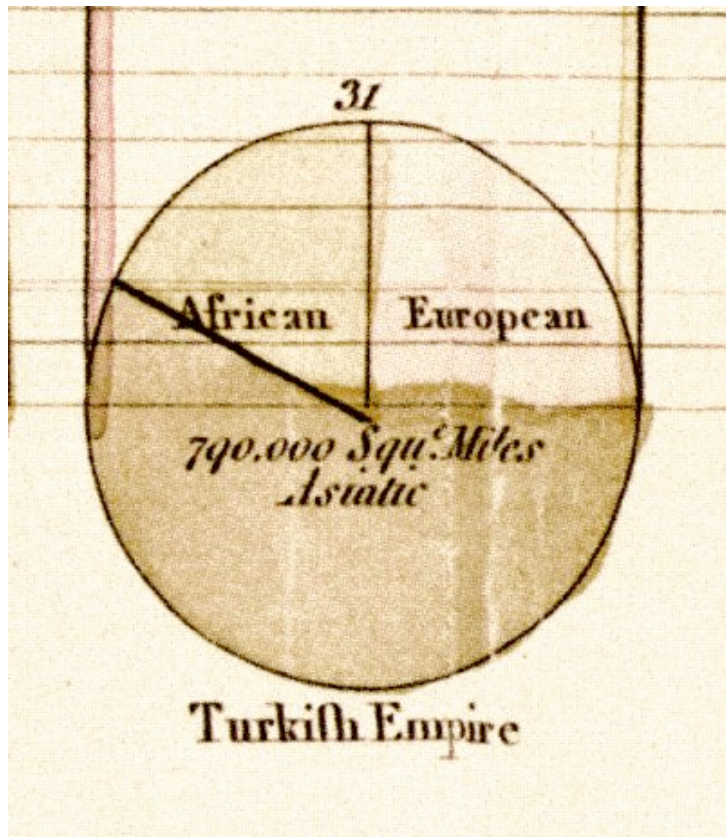 31
African European
790.000 Squ.e Miles
Asiatic
Turkiſh Empire